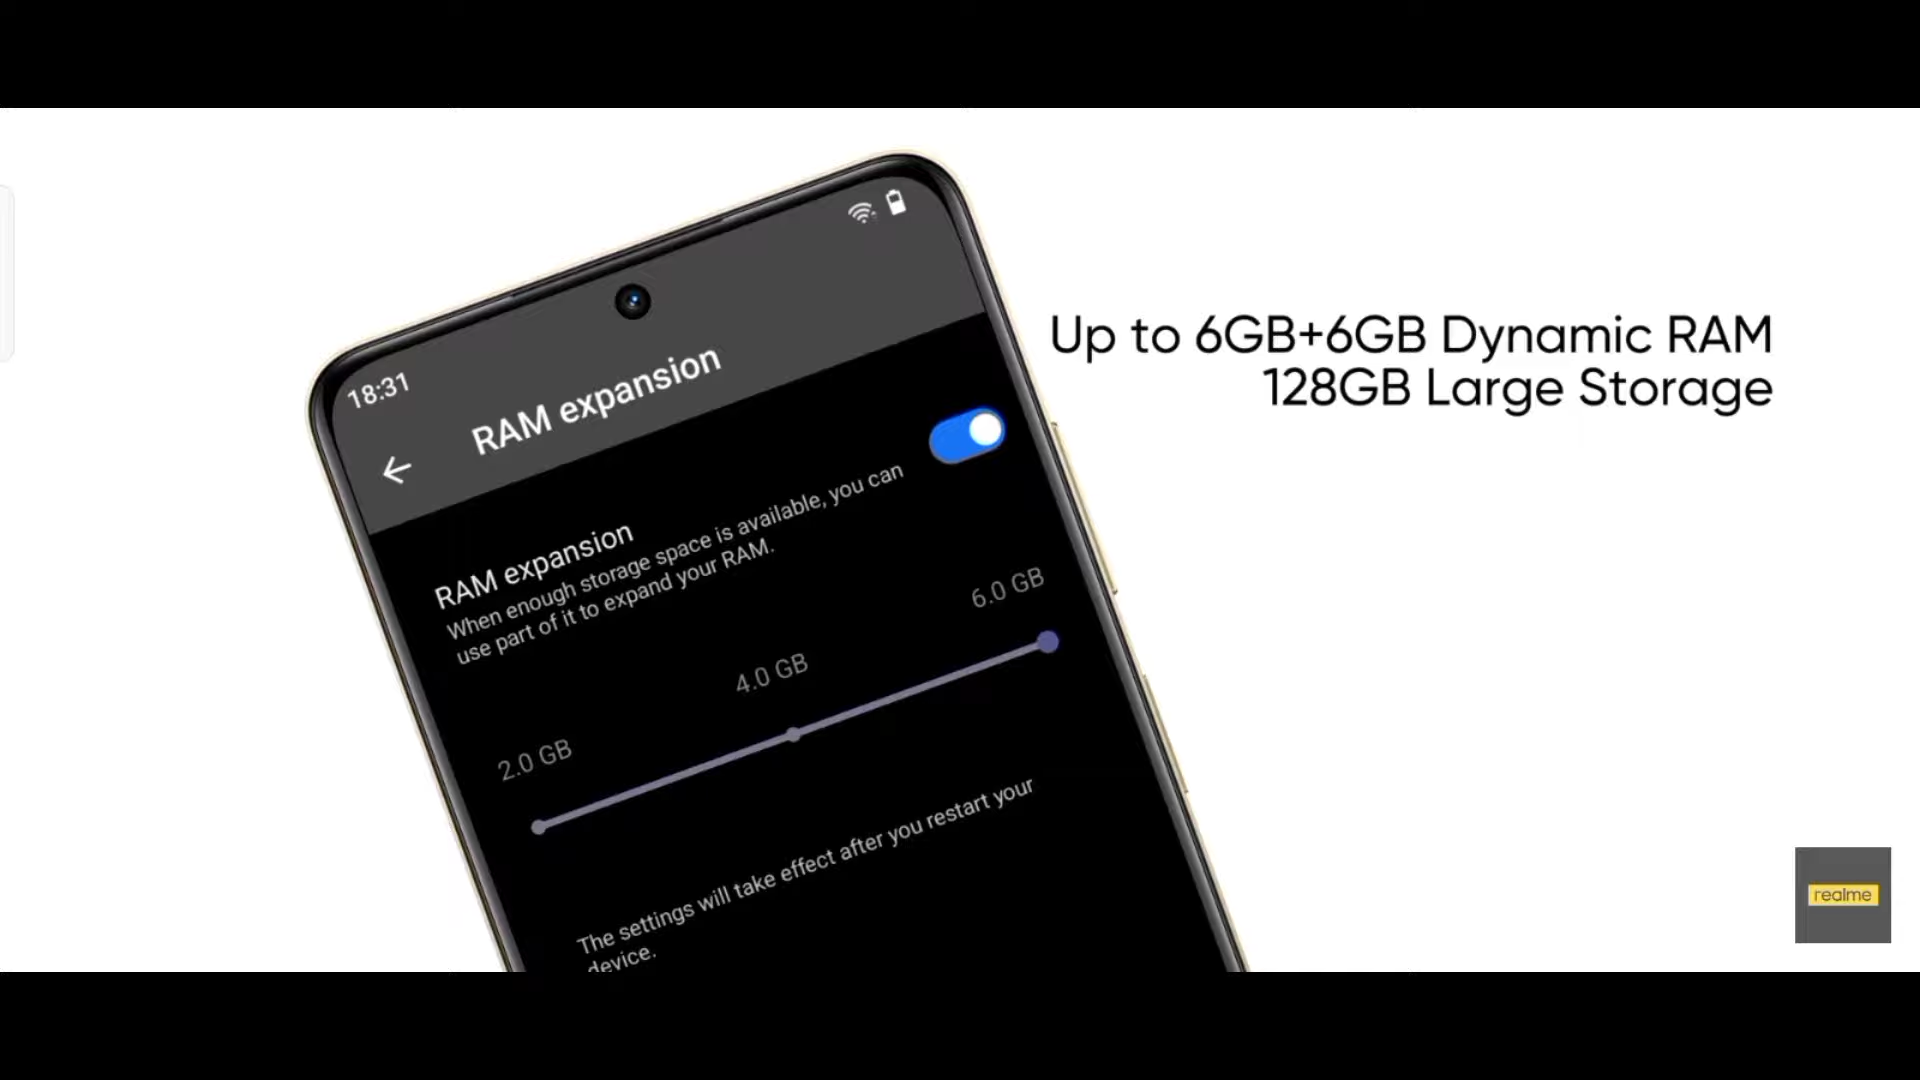 18:31
RAM expansion
RAM expansion
When enough storage space is available, you can
use part of it to expand your RAM.
2.0 GB
4.0 GB
6.0 GB
The settings will take effect after you restart your
device.
Up to 6GB+6GB Dynamic RAM
128GB Large Storage
realme